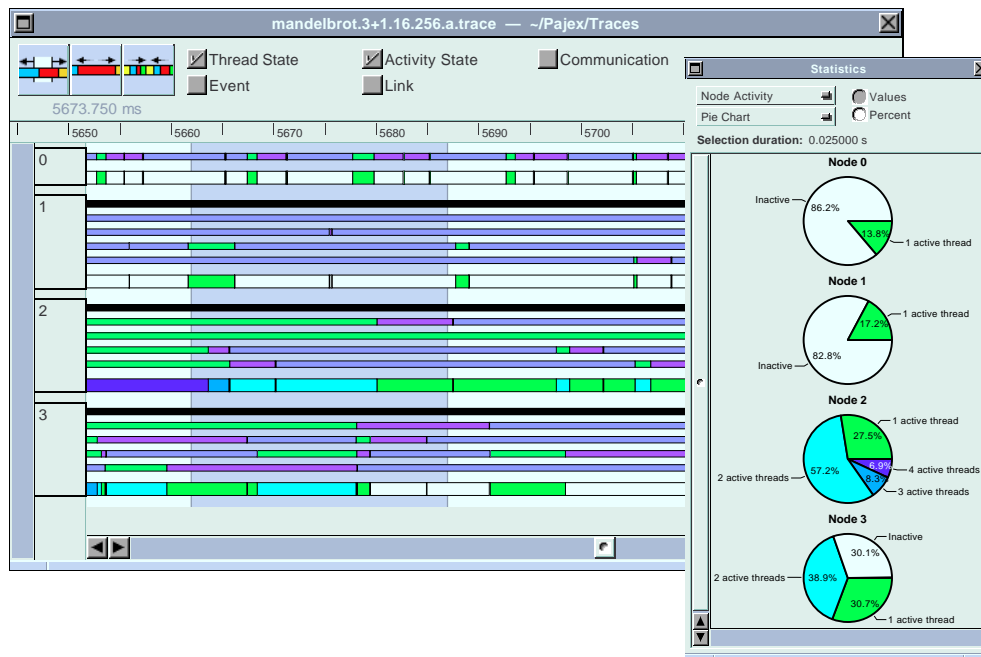 mandelbrot.3+1.16.256.a.trace — ~/Pajex/Traces
Thread State
Activity State
Communication
Event
Link
5673.750 ms
5650
5660
5670
5680
5690
5700
0
1
2
3
Statistics
Node Activity
Values
Pie Chart
Percent
Selection duration: 0.025000 s
Node 0
Inactive
86.2%
13.8%
1 active thread
Node 1
1 active thread
17.2%
82.8%
Inactive
Node 2
1 active thread
27.5%
6.9%
4 active threads
57.2%
2 active threads
8.3%
3 active threads
Node 3
Inactive
30.1%
2 active threads
38.9%
30.7%
1 active thread